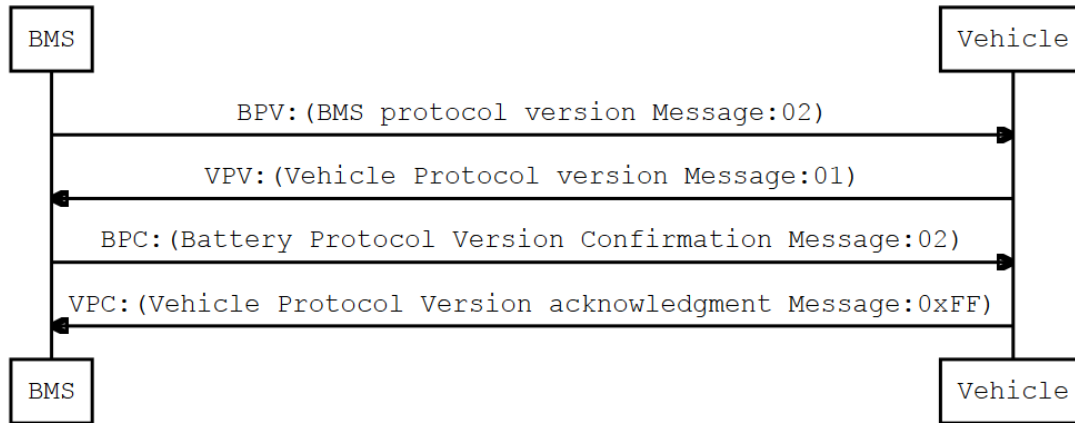 BMS
Vehicle
BPV:(BMS protocol version Message:02)
VPV:(Vehicle Protocol version Message:01)
BPC:(Battery Protocol Version Confirmation Message:02)
VPC:(Vehicle Protocol Version acknowledgment Message:0xFF)
BMS
Vehicle